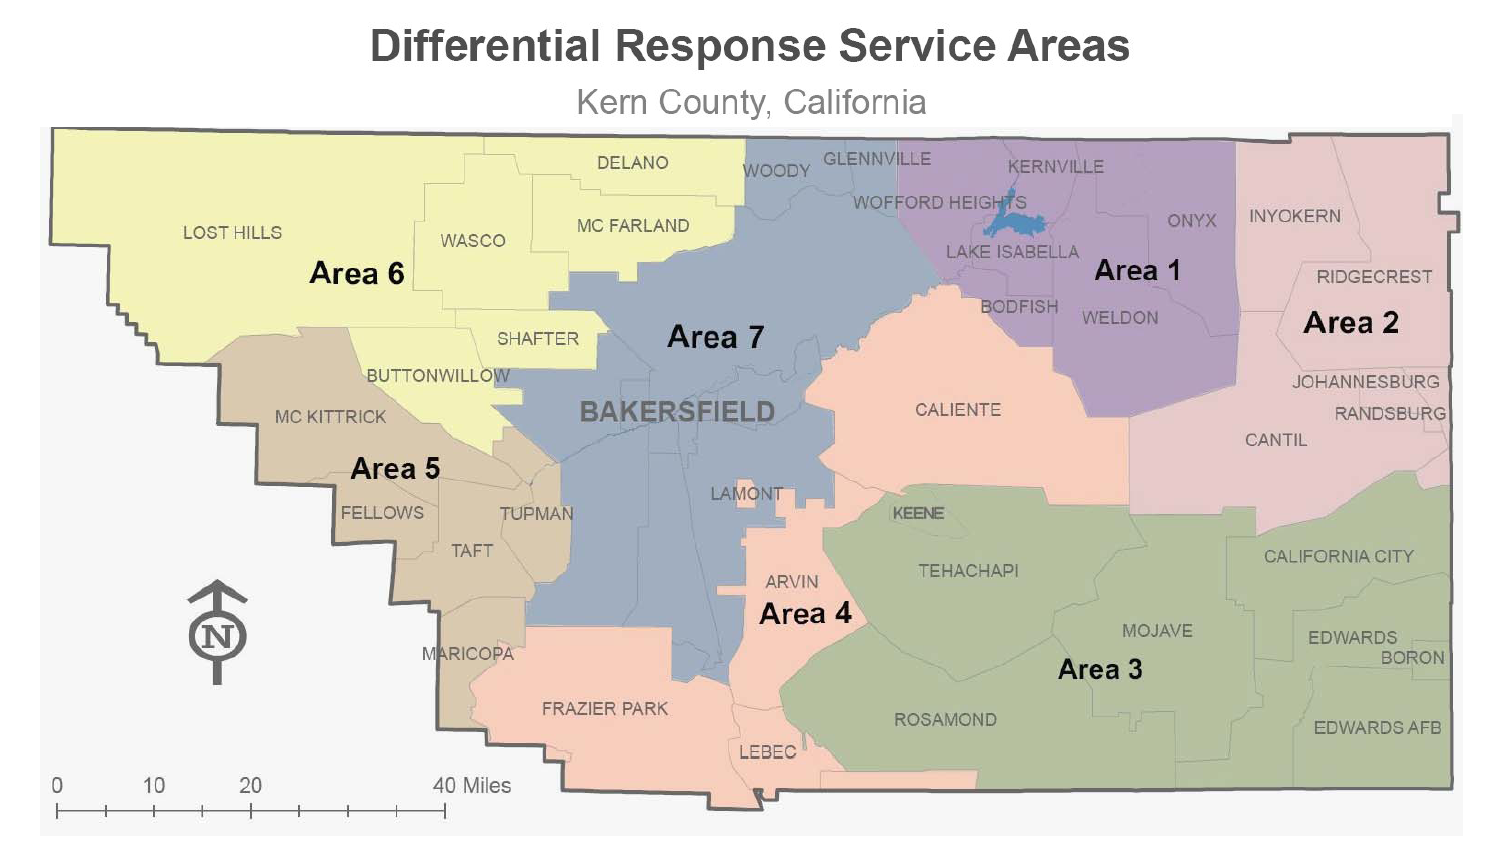 Differential Response Service Areas
Kern County, California
DELANO
WOODY
GLENNVILLE
KERNVILLE
WOFFORD HEIGHTS
LOST HILLS
WASCO
MC FARLAND
ONYX
INYOKERN
LAKE ISABELLA
Area 6
Area 1
RIDGECREST
BODFISH
WELDON
Area 2
SHAFTER
Area 7
BUTTONWILLOW
JOHANNESBURG
MC KITTRICK
BAKERSFIELD
CALIENTE
RANDSBURG
CANTIL
Area 5
LAMONT
FELLOWS
TUPMAN
KEENE
TAFT
CALIFORNIA CITY
TEHACHAPI
ARVIN
Area 4
N
MOJAVE
EDWARDS
MARICOPA
BORON
Area 3
FRAZIER PARK
ROSAMOND
EDWARDS AFB
LEBEC
0 10 20 40 Miles